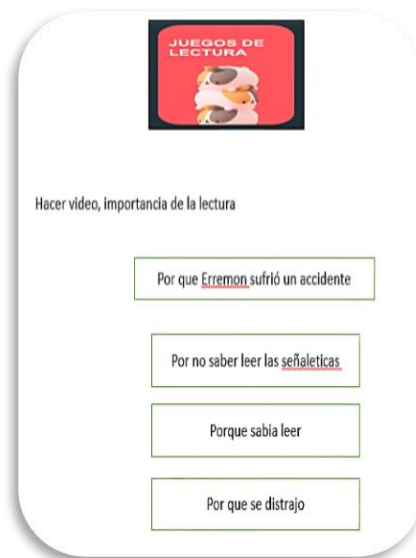 JUEGOS DE
LECTURA
Hacer video, importancia de la lectura
Por que Erremon sufrió un accidente
Por no saber leer las señaleticas
Porque sabia leer
Por que se distrajo